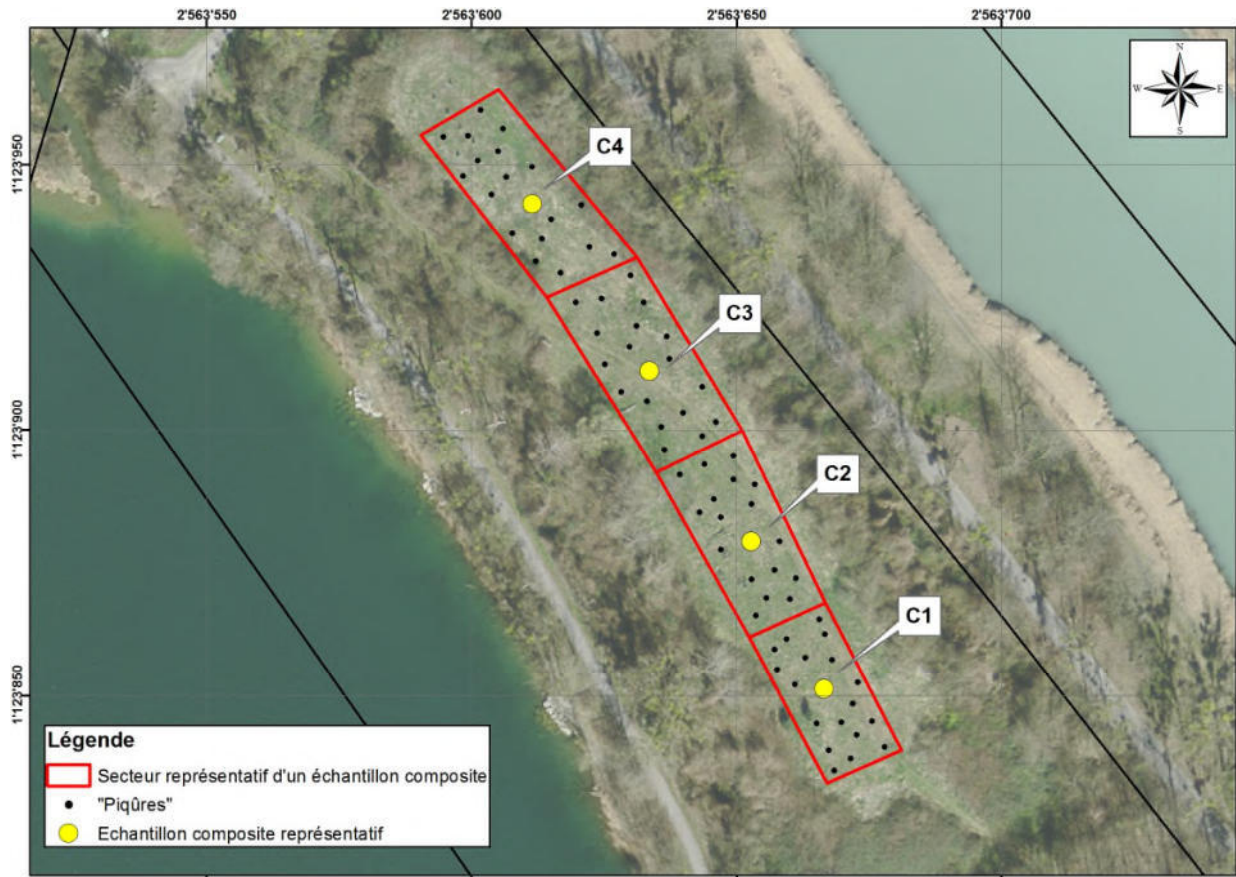 2'563'550
2'563'600
2'563'650
2'563'700
N
W
E
S
1'123'950
1'123'900
1'123'850
C4
C3
C2
C1
Légende
Secteur représentatif d'un échantillon composite
"Piqûres"
Echantillon composite représentatif